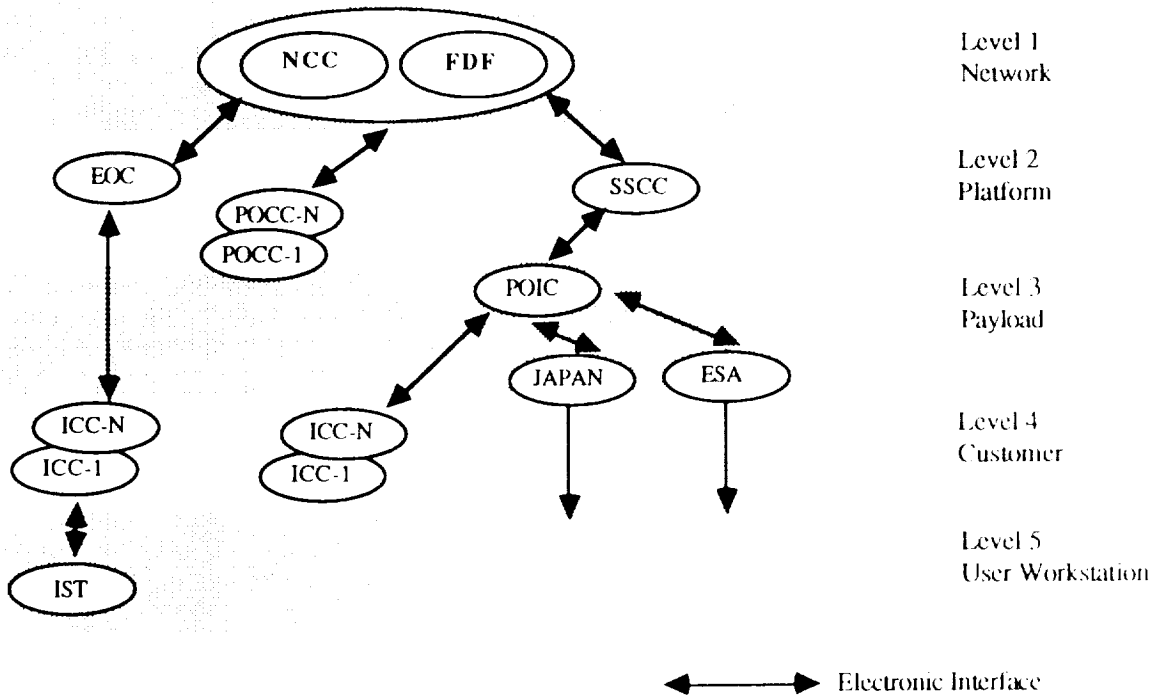 NCC
FDF
Level 1
Network
EOC
POCC-N
POCC-1
SSCC
Level 2
Platform
POIC
Level 3
Payload
JAPAN
ESA
ICC-N
ICC-1
ICC-N
ICC-1
Level 4
Customer
IST
Level 5
User Workstation
Electronic Interface